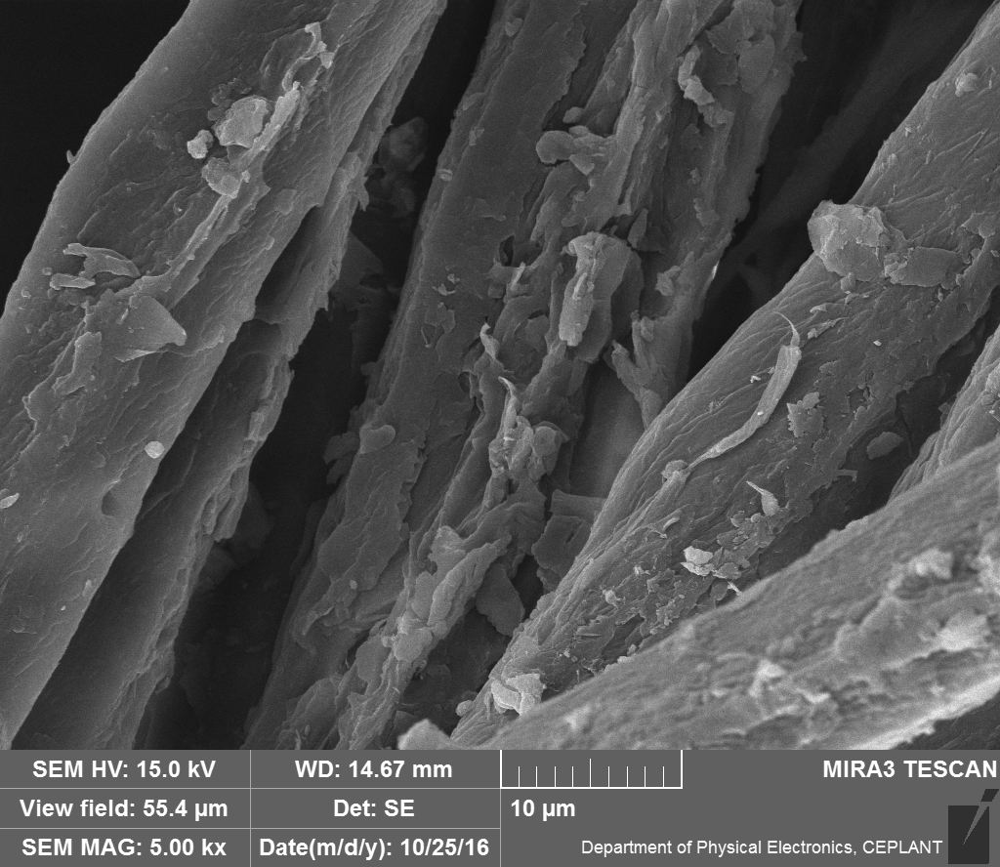 SEM HV: 15.0 kV
WD: 14.67 mm
MIRA3 TESCAN
View field: 55.4 µm
Det: SE
10 µm
SEM MAG: 5.00 kx
Date(m/d/y): 10/25/16
Department of Physical Electronics, CEPLANT